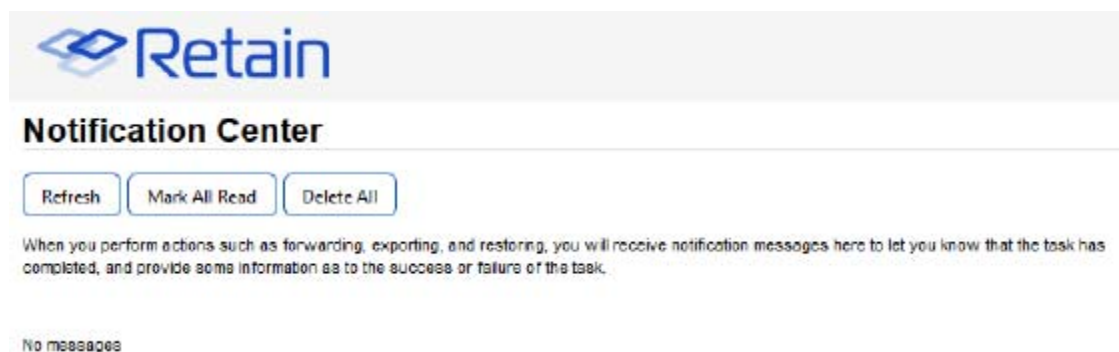 Retain
Notification Center
Refresh Mark All Read Delete All
When you perform actions such as forwarding, exporting, and restoring, you will receive notification messages here to let you know that the task has
completed, and provide some information as to the success or failure of the task.
No messages